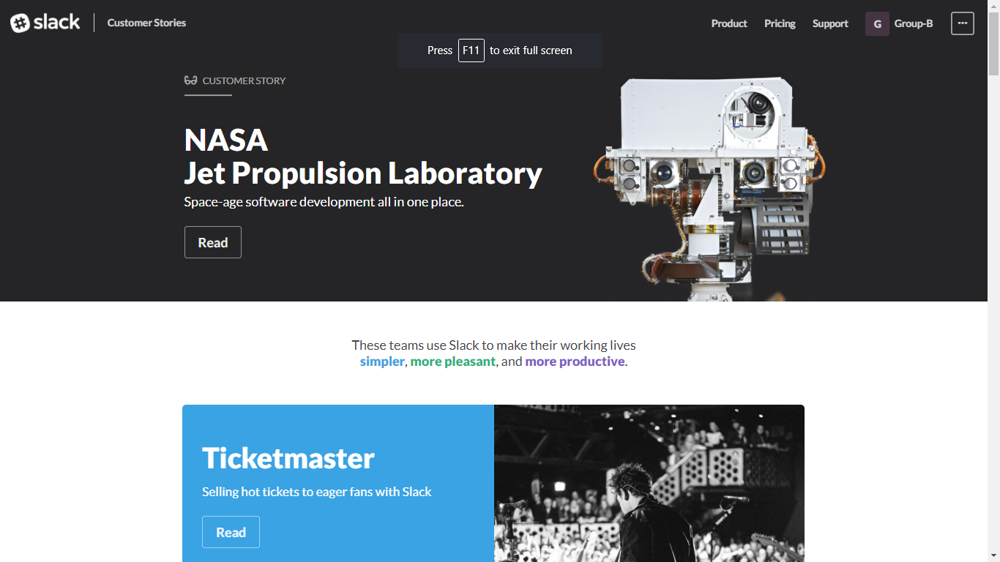 slack
Customer Stories
Product
Pricing
Support
G
Group-B
Press F11 to exit full screen
CUSTOMER STORY
NASA
Jet Propulsion Laboratory
Space-age software development all in one place.
Read
These teams use Slack to make their working lives
simpler, more pleasant, and more productive.
Ticketmaster
Selling hot tickets to eager fans with Slack
Read